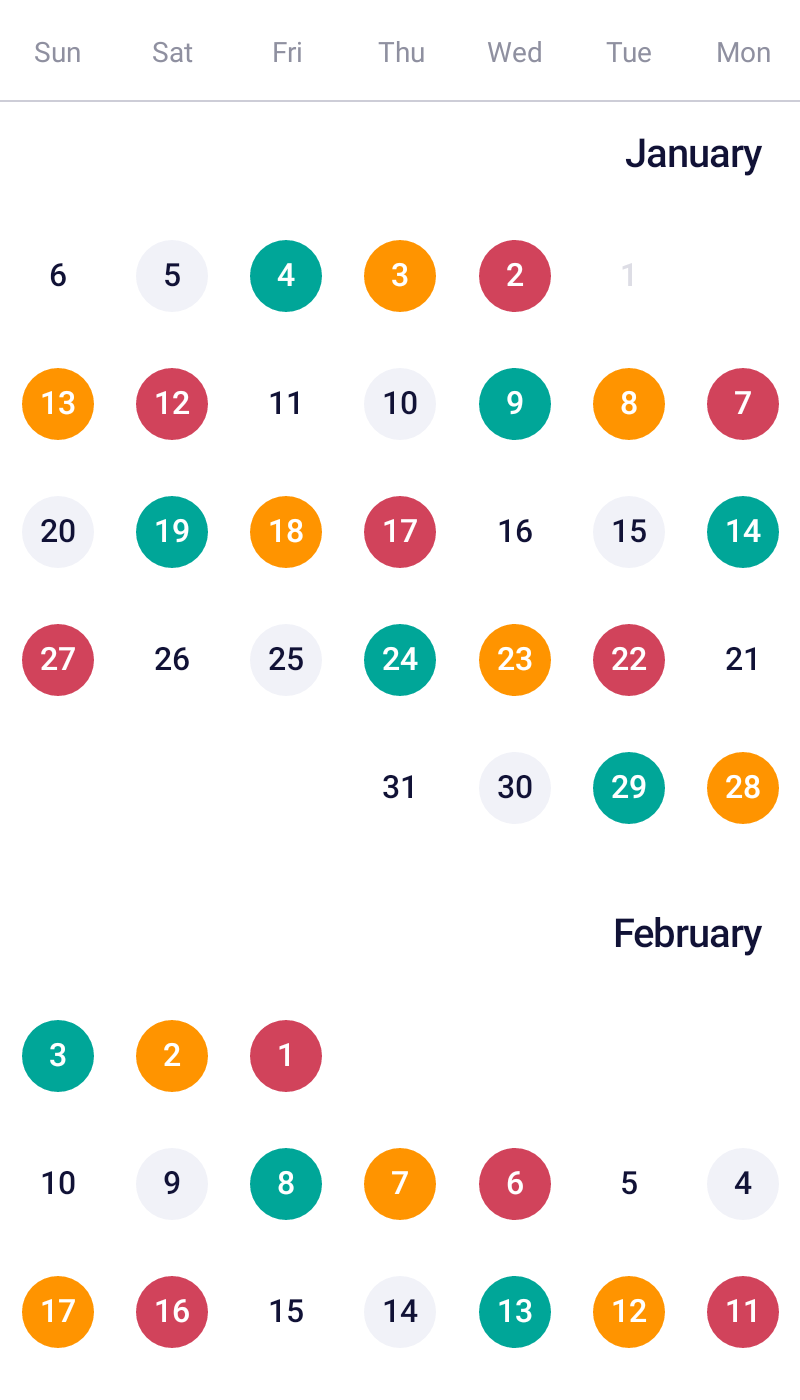 Sun Sat Fri Thu Wed Tue Mon
January
6 5 4 3 2 1
13 12 11 10 9 8 7
20 19 18 17 16 15 14
27 26 25 24 23 22 21
31 30 29 28
February
3 2 1
10 9 8 7 6 5 4
17 16 15 14 13 12 11